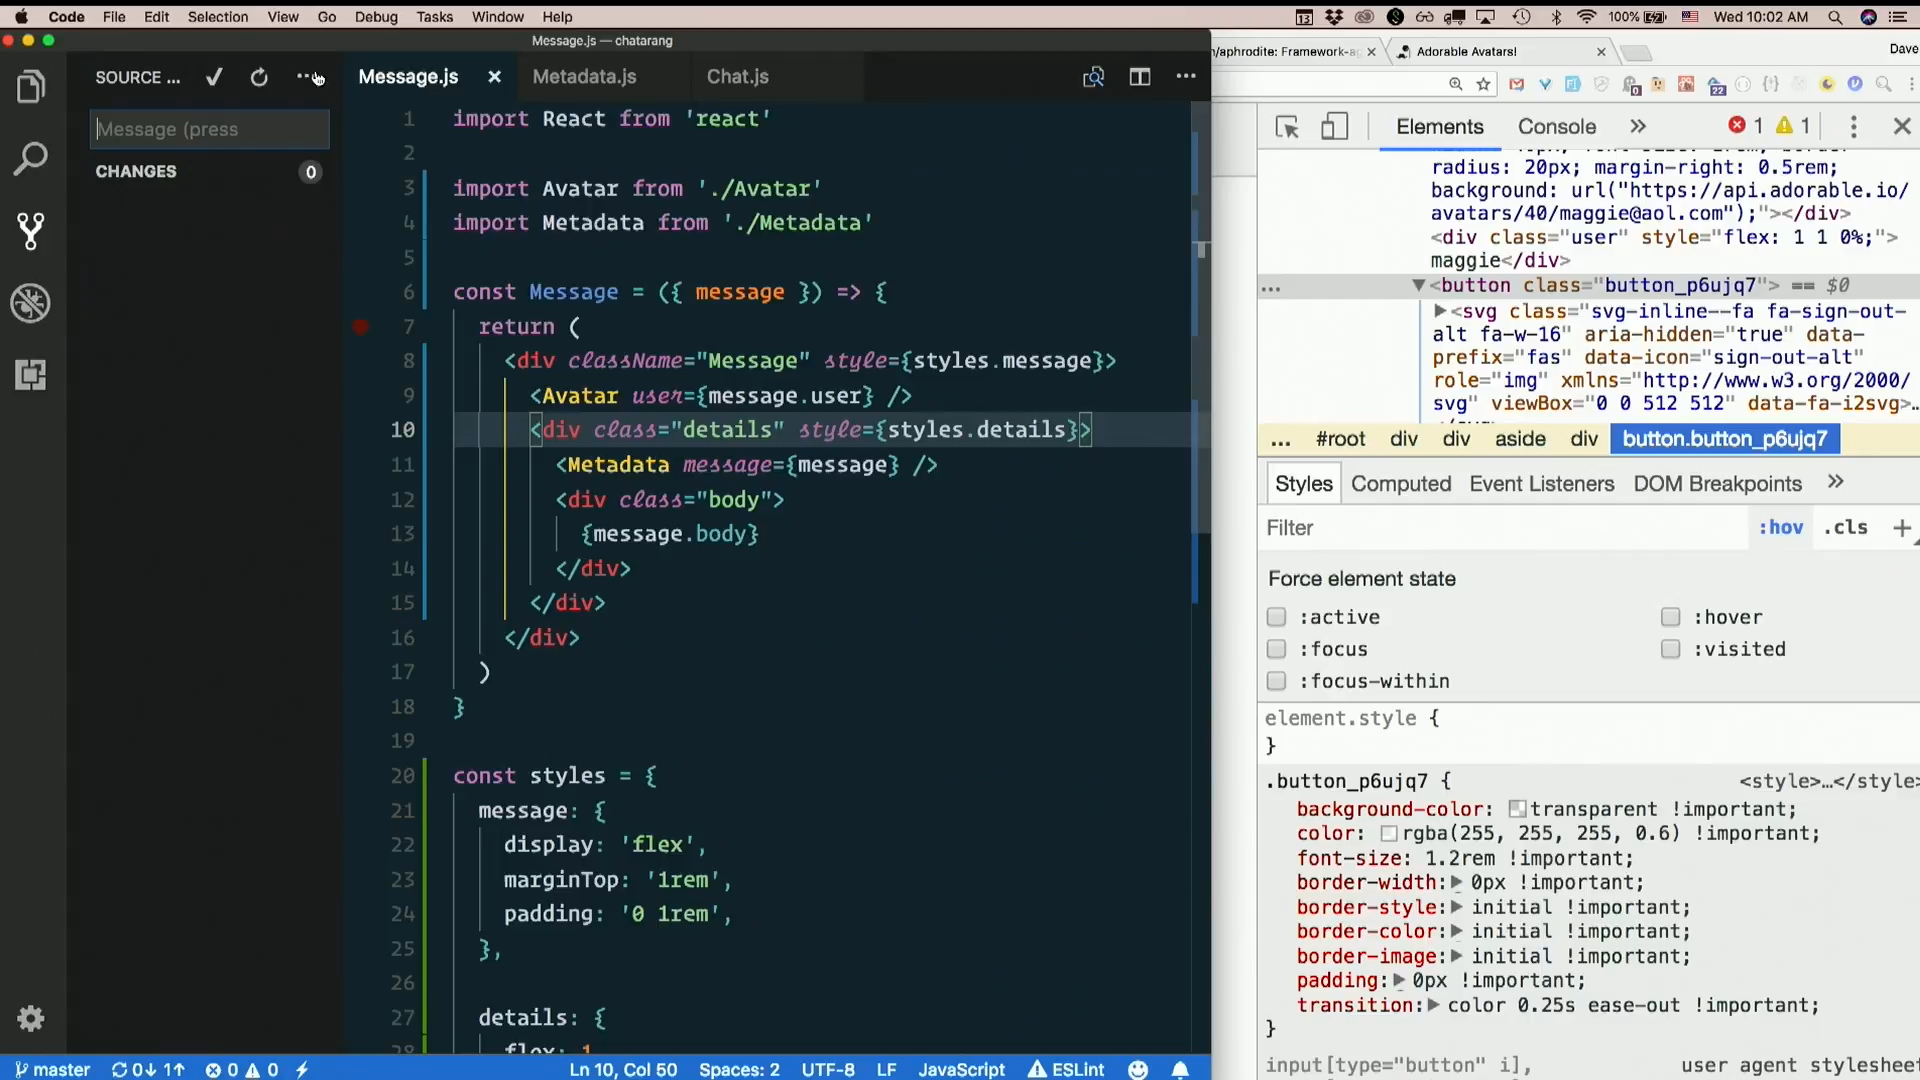 Code File Edit Selection View Go Debug Tasks Window Help
13 100% Wed 10:02 AM
Message.js — chatarang
SOURCE ...
Message (press
CHANGES 0
Message.js Metadata.js Chat.js
1 import React from 'react'
2
3 import Avatar from './Avatar'
4 import Metadata from './Metadata'
5
6 const Message = ({ message }) => {
7 return (
8 <div className="Message" style={styles.message}>
9 <Avatar user={message.user} />
10 <div class="details" style={styles.details}>
11 <Metadata message={message} />
12 <div class="body">
13 {message.body}
14 </div>
15 </div>
16 </div>
17 )
18 }
19
20 const styles = {
21 message: {
22 display: 'flex',
23 marginTop: '1rem',
24 padding: '0 1rem',
25 },
26
27 details: {
28 flex: 1
master 0↓ 1↑ 0 0 Ln 10, Col 50 Spaces: 2 UTF-8 LF JavaScript ESLint
n/aphrodite: Framework-ag Adorable Avatars! Dave
0 22
Elements Console 1 1
radius: 20px; margin-right: 0.5rem;
background: url("https://api.adorable.io/
avatars/40/maggie@aol.com");"></div>
<div class="user" style="flex: 1 1 0%;">
maggie</div>
... <button class="button_p6ujq7"> == $0
<svg class="svg-inline--fa fa-sign-out-
alt fa-w-16" aria-hidden="true" data-
prefix="fas" data-icon="sign-out-alt"
role="img" xmlns="http://www.w3.org/2000/
svg" viewBox="0 0 512 512" data-fa-i2svg>…
... #root div div aside div button.button_p6ujq7
Styles Computed Event Listeners DOM Breakpoints
Filter :hov .cls +
Force element state
:active :hover
:focus :visited
:focus-within
element.style {
}
.button_p6ujq7 { <style>…</style>
background-color: transparent !important;
color: rgba(255, 255, 255, 0.6) !important;
font-size: 1.2rem !important;
border-width: 0px !important;
border-style: initial !important;
border-color: initial !important;
border-image: initial !important;
padding: 0px !important;
transition: color 0.25s ease-out !important;
}
input[type="button" i], user agent stylesheet